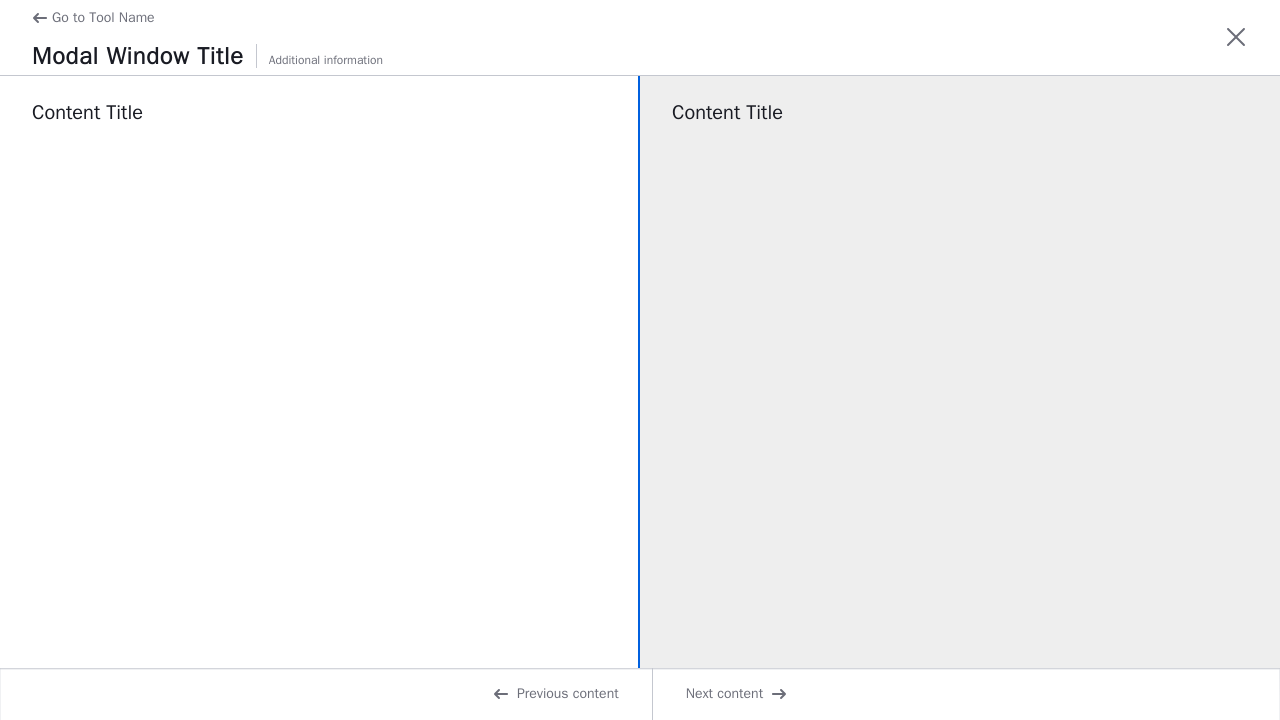 Go to Tool Name
Modal Window Title
Additional information
Content Title
Content Title
Previous content
Next content